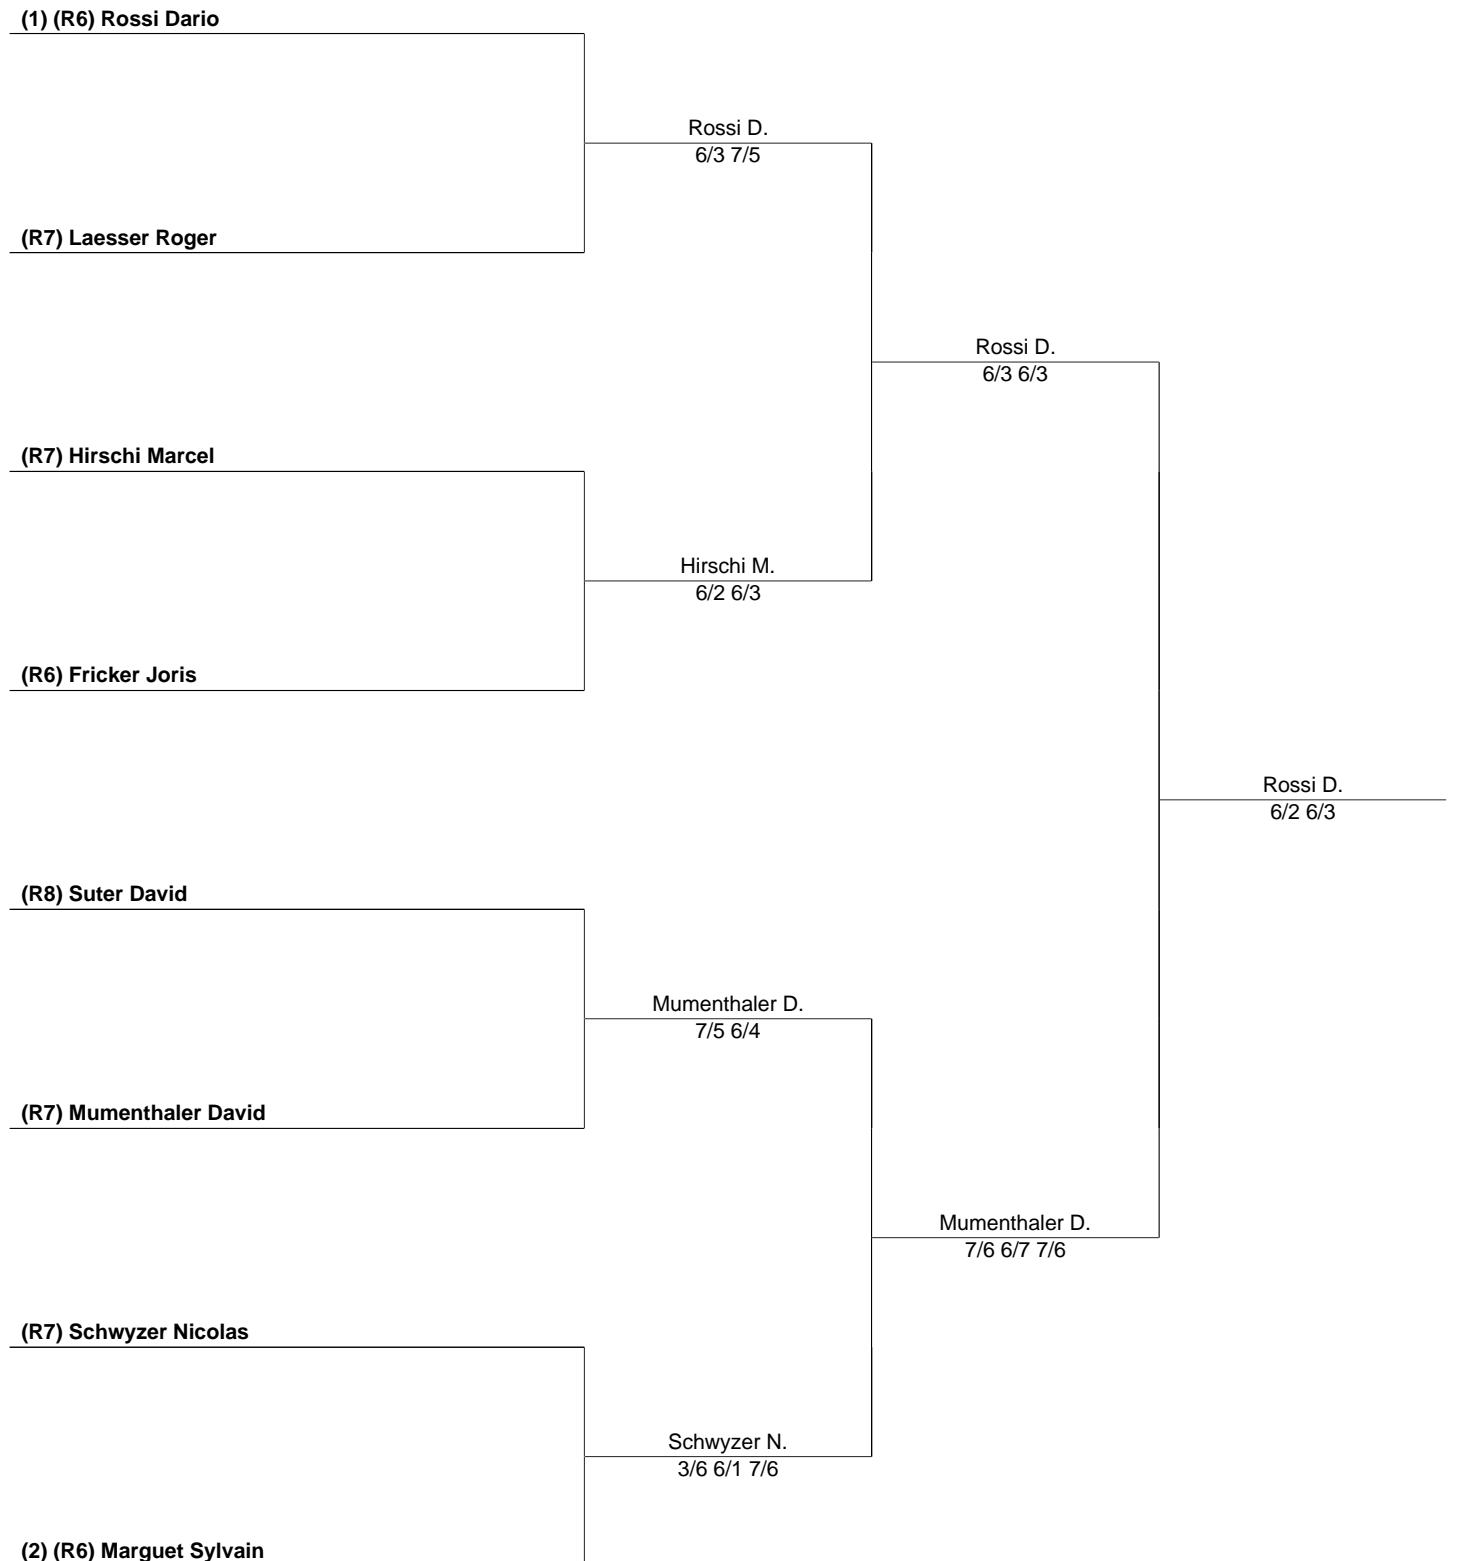 (1) (R6) Rossi Dario
Rossi D.
6/3 7/5
(R7) Laesser Roger
Rossi D.
6/3 6/3
(R7) Hirschi Marcel
Hirschi M.
6/2 6/3
(R6) Fricker Joris
Rossi D.
6/2 6/3
(R8) Suter David
Mumenthaler D.
7/5 6/4
(R7) Mumenthaler David
Mumenthaler D.
7/6 6/7 7/6
(R7) Schwyzer Nicolas
Schwyzer N.
3/6 6/1 7/6
(2) (R6) Marguet Sylvain